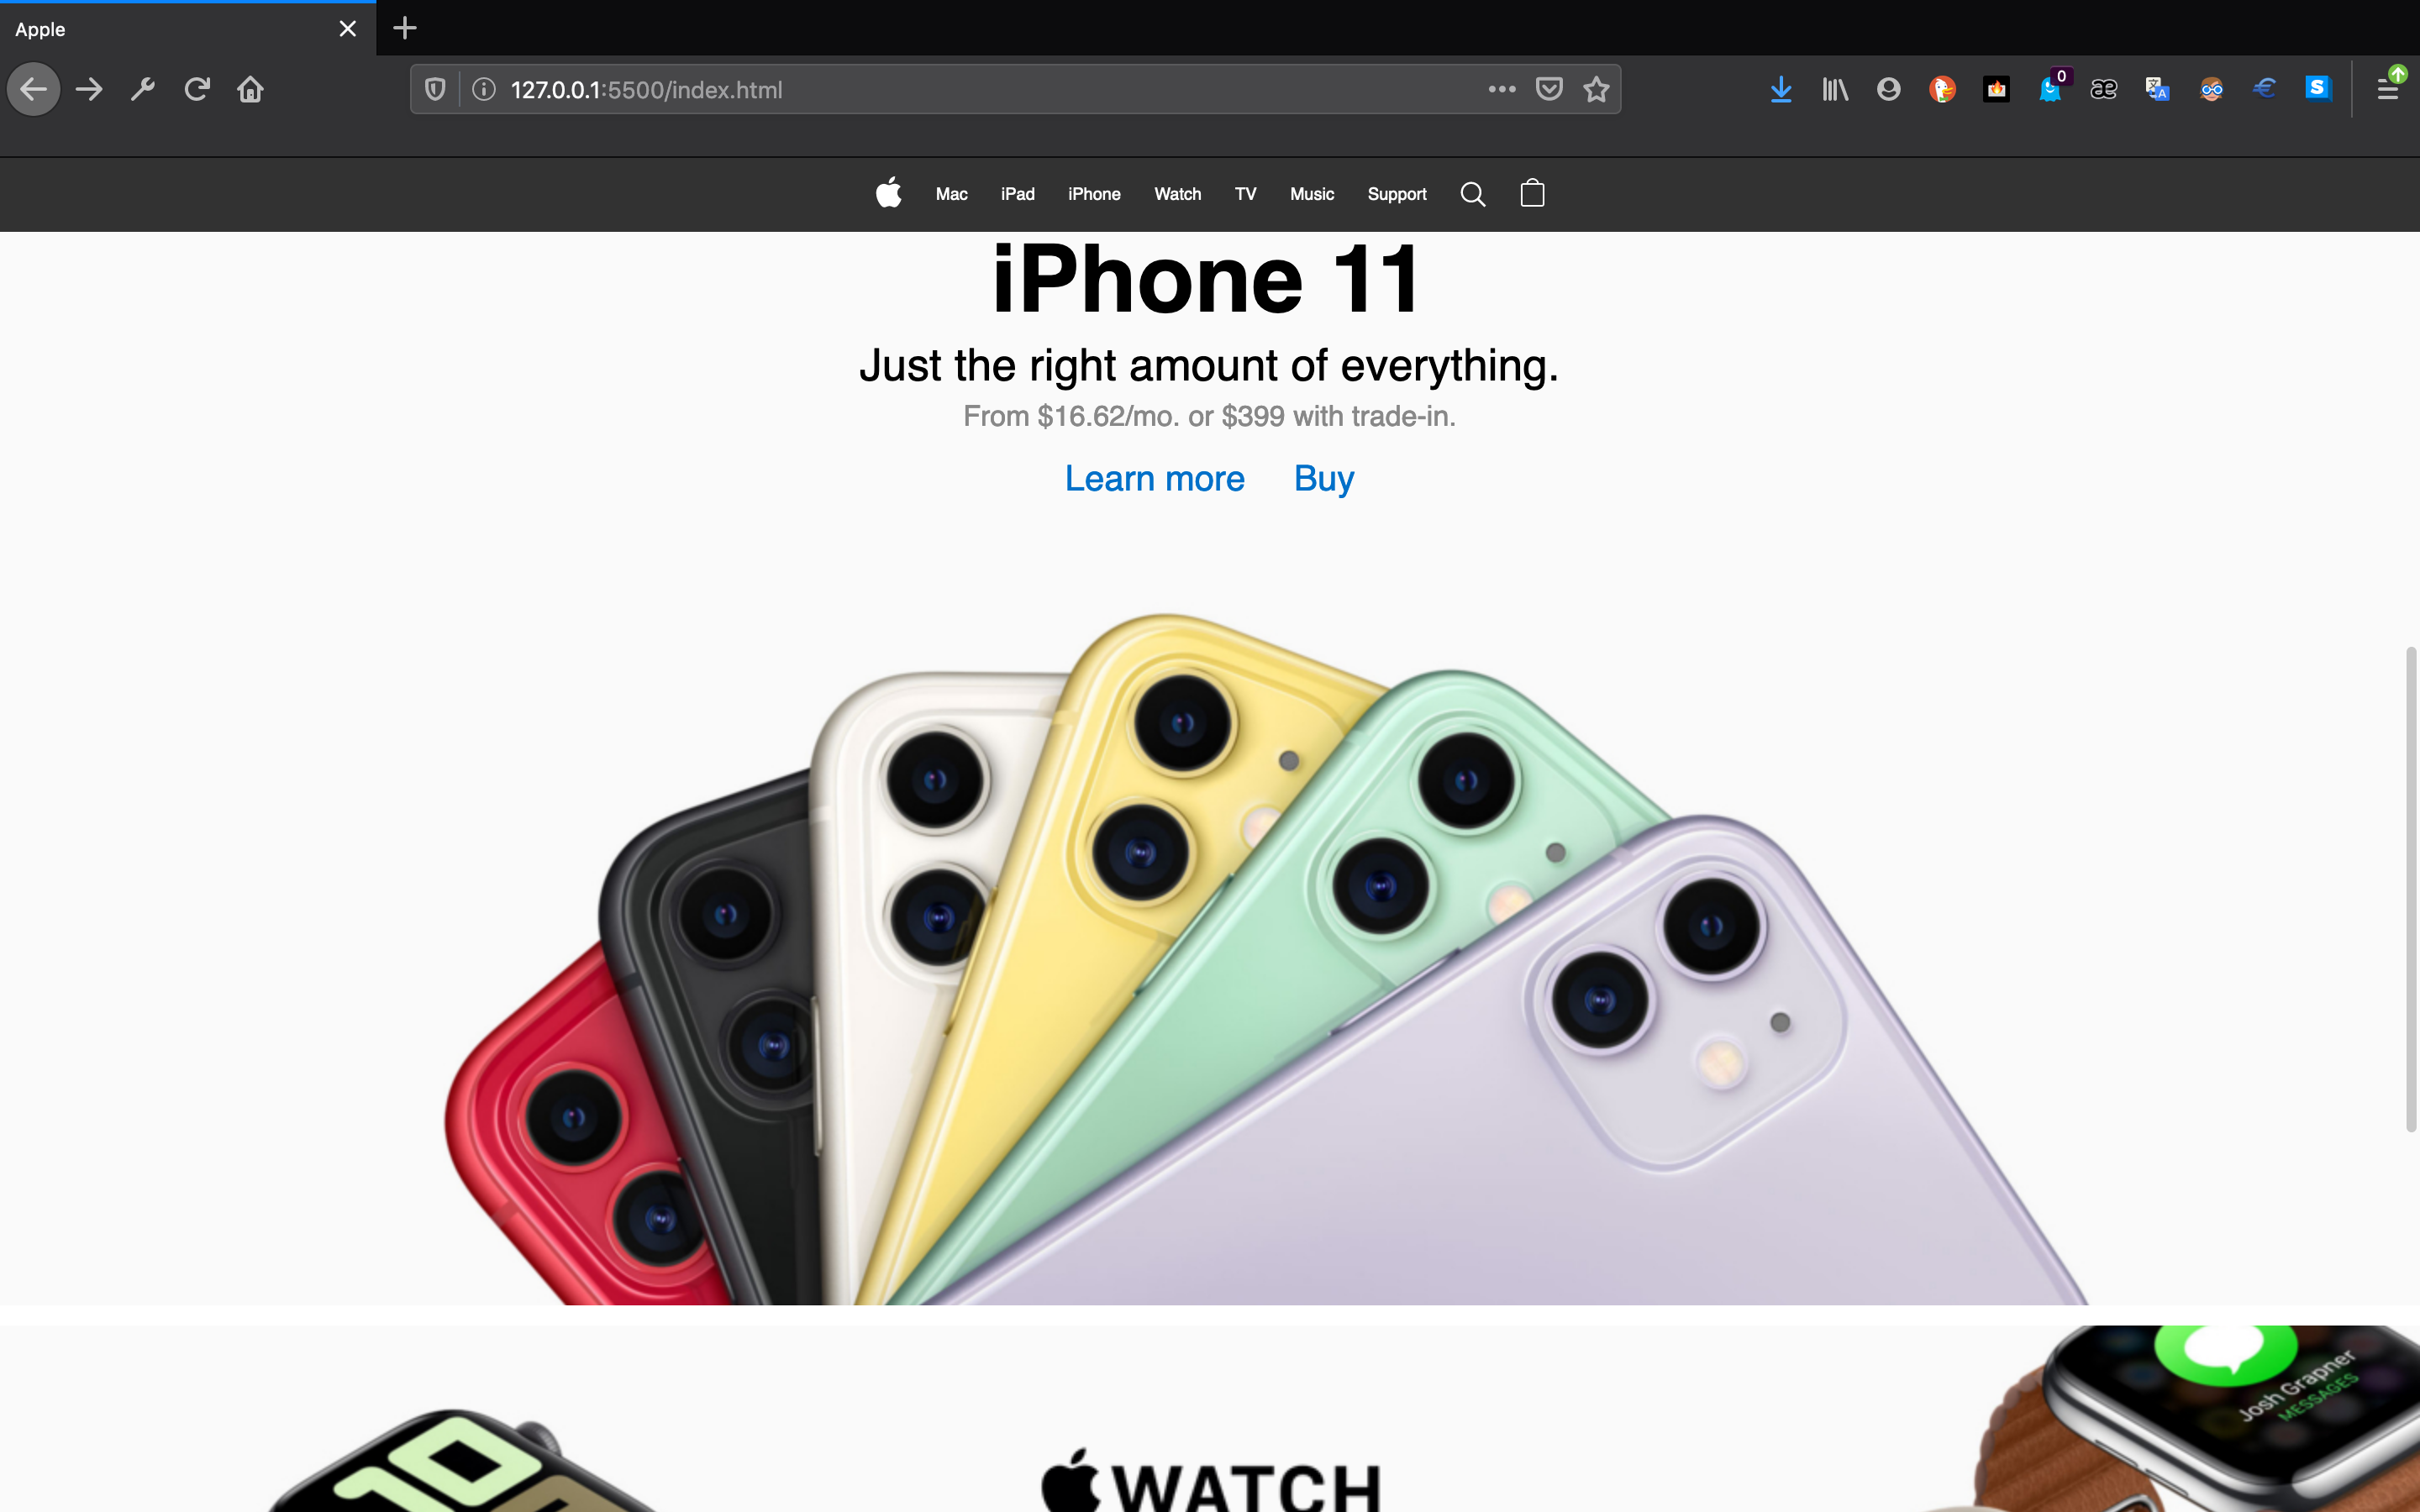 Apple
127.0.0.1:5500/index.html
0
æ
A
S
Mac iPad iPhone Watch TV Music Support
iPhone 11
Just the right amount of everything.
From $16.62/mo. or $399 with trade-in.
Learn more Buy
Josh Grapner
MESSAGES
10
WATCH